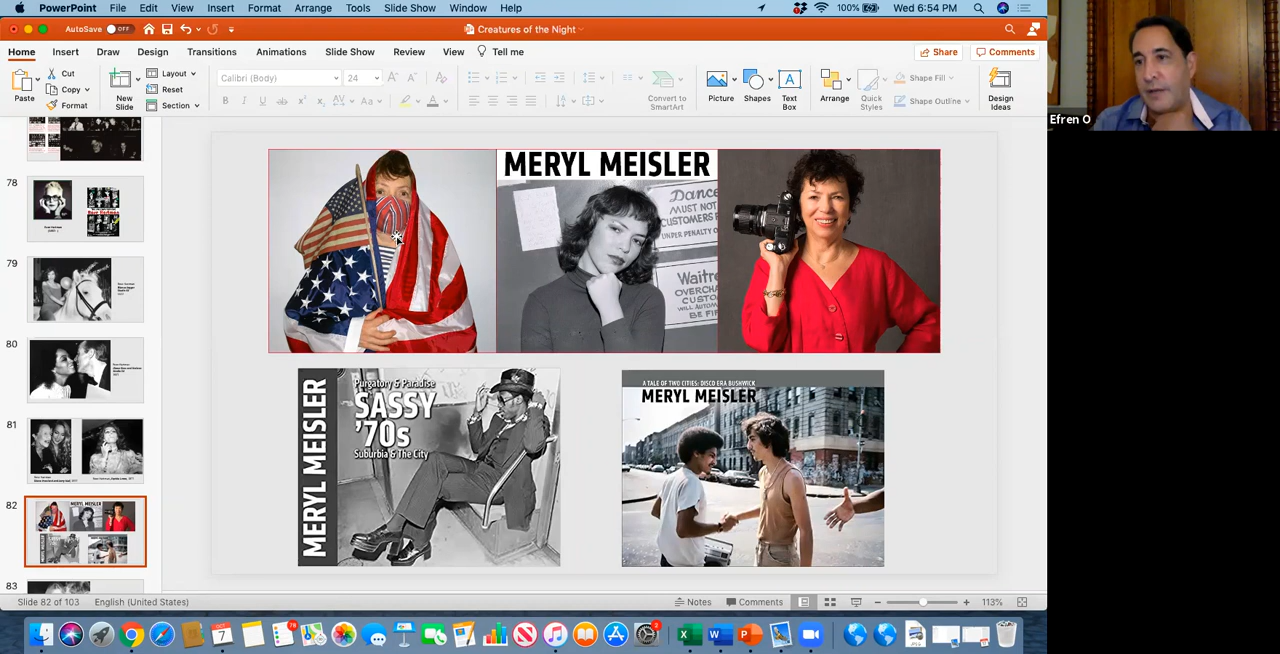 PowerPoint File Edit View Insert Format Arrange Tools Slide Show Window Help
100% Wed 6:54 PM
AutoSave OFF
Creatures of the Night
Home Insert Draw Design Transitions Animations Slide Show Review View Tell me
Share Comments
Paste
Cut
Copy
Format
New Slide
Layout
Reset
Section
Calibri (Body) 24
Convert to SmartArt
Picture
Shapes
Text Box
Arrange
Quick Styles
Shape Fill
Shape Outline
Design Ideas
Efren O
78
79
80
81
82
83
MERYL MEISLER
Dance
MUST NOT
CUSTOMERS
UNDER PENALTY O
Waitre
OVERCHA
CUSTO
WILL AUTOM
BE FI
MERYL MEISLER
Purgatory & Paradise
SASSY
'70s
Suburbia & The City
A TALE OF TWO CITIES: DISCO ERA BUSHWICK
MERYL MEISLER
Slide 82 of 103 English (United States)
Notes Comments 113%